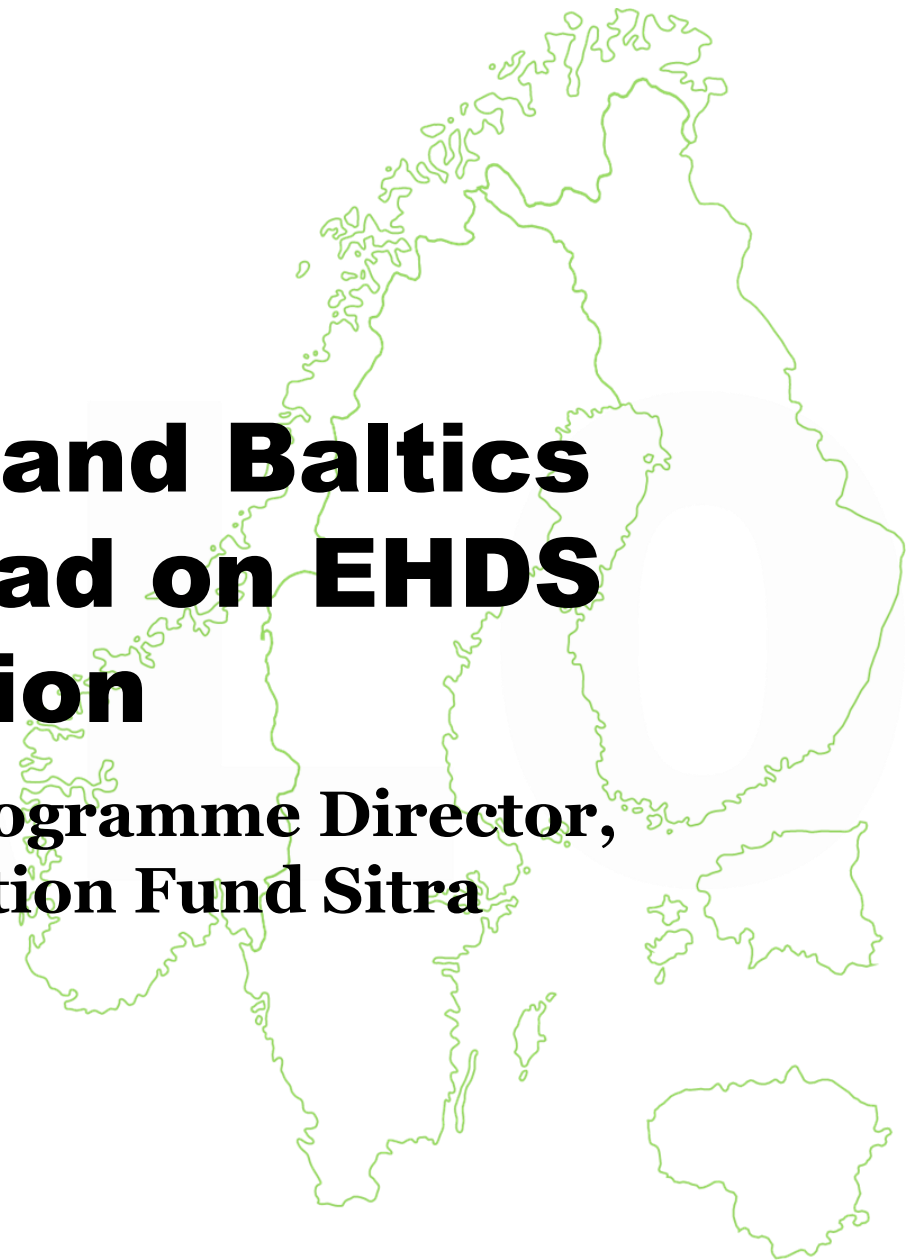 and Baltics
ad on EHDS
ion
ogramme Director,
tion Fund Sitra